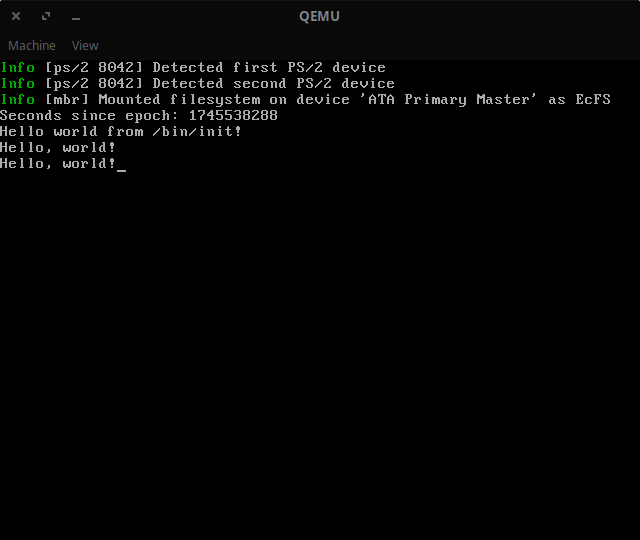 QEMU
Machine View
Info [ps/2 8042] Detected first PS/2 device
Info [ps/2 8042] Detected second PS/2 device
Info [mbr] Mounted filesystem on device 'ATA Primary Master' as EcFS
Seconds since epoch: 1745538288
Hello world from /bin/init!
Hello, world!
Hello, world!_